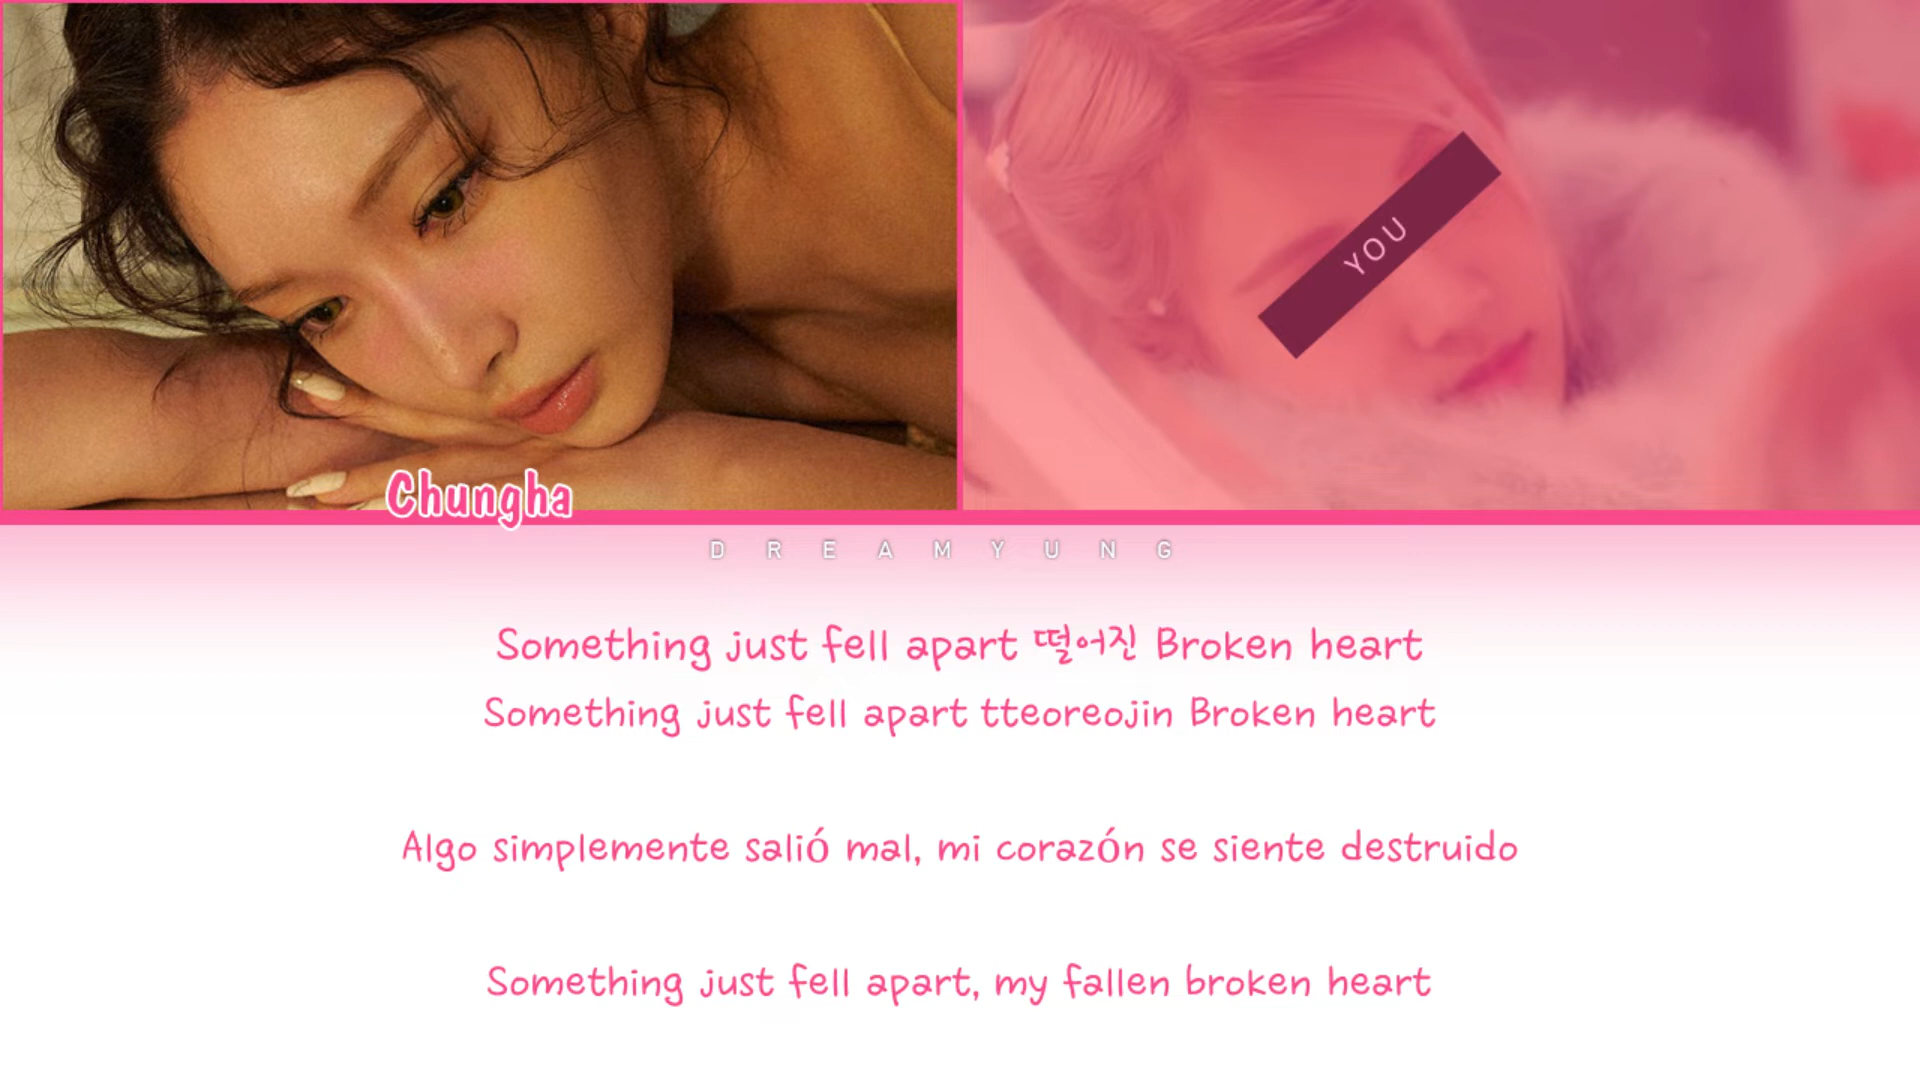 YOU
Chungha
DREAMYUNG
Something just fell apart 떨어진 Broken heart
Something just fell apart tteoreojin Broken heart
Algo simplemente salió mal, mi corazón se siente destruido
Something just fell apart, my fallen broken heart